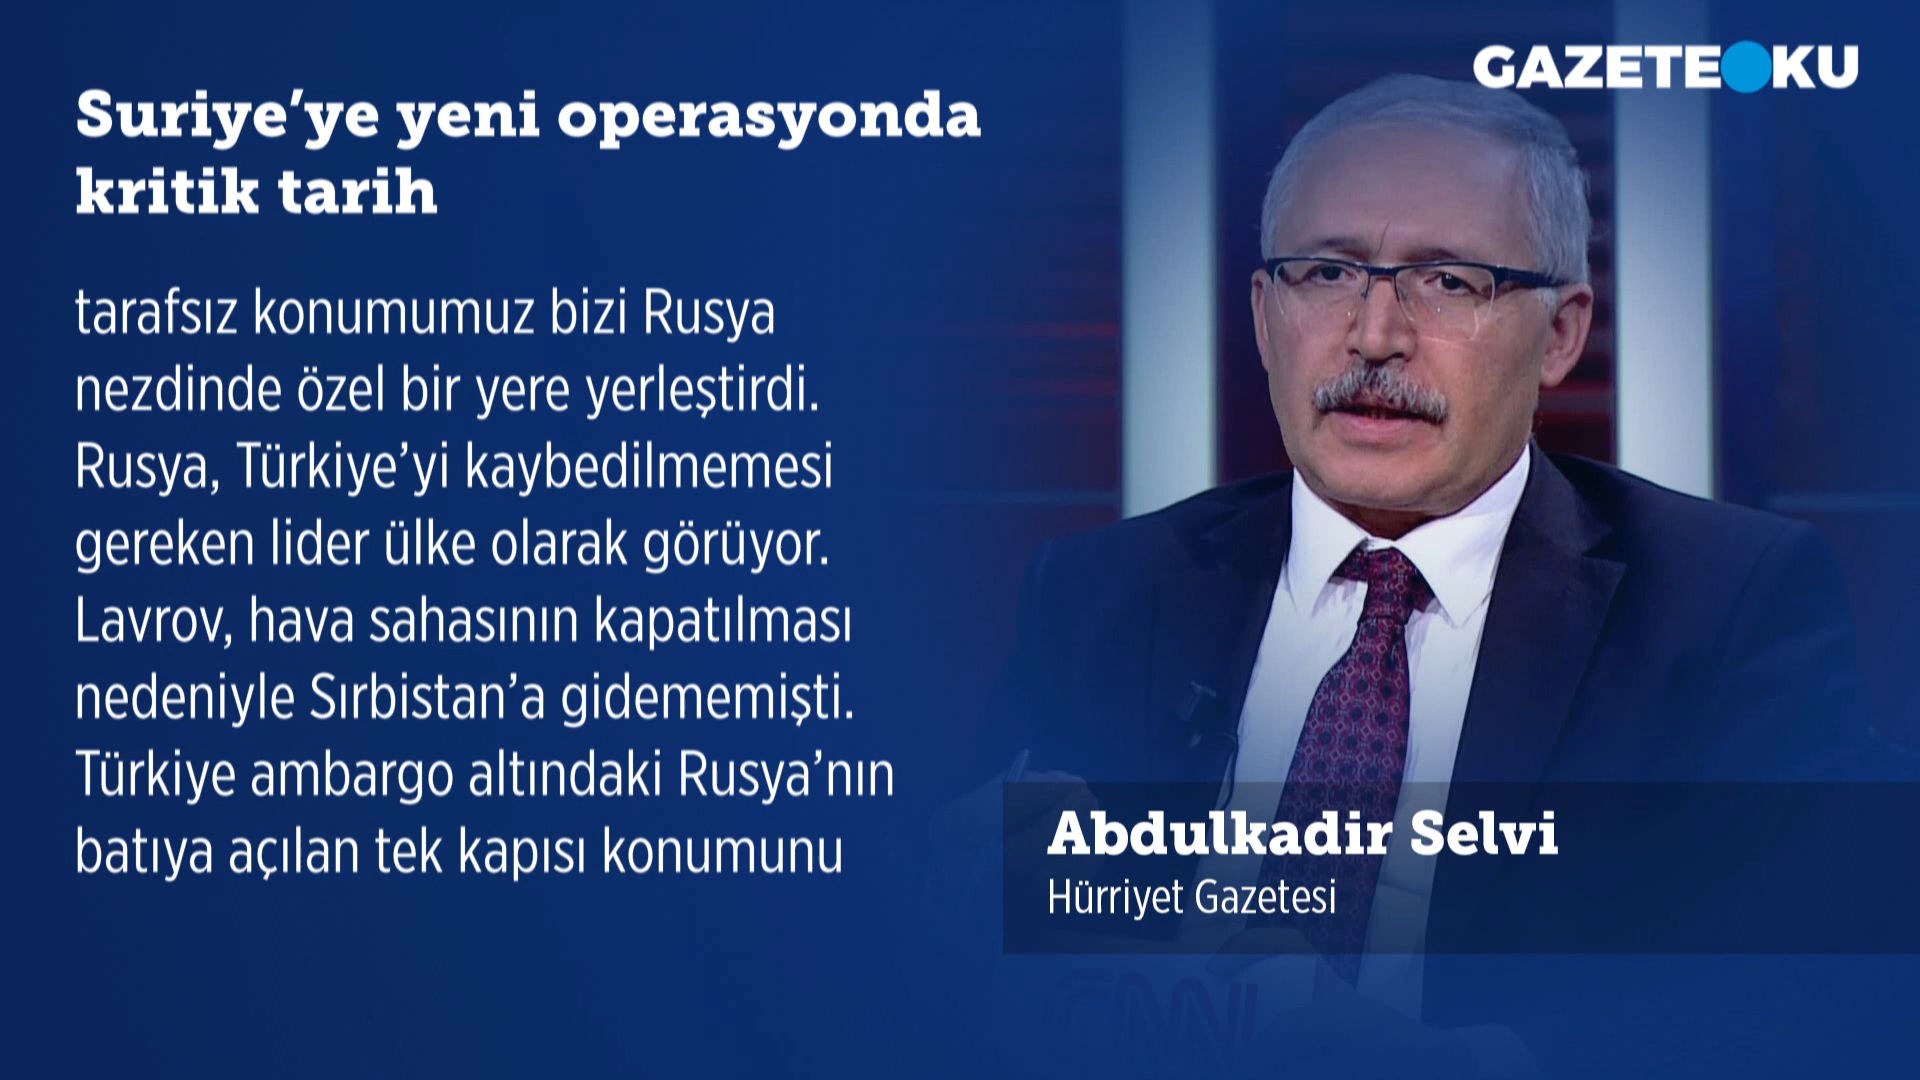 GAZETE KU
Suriye’ye yeni operasyonda
kritik tarih
tarafsız konumumuz bizi Rusya
nezdinde özel bir yere yerleştirdi.
Rusya, Türkiye’yi kaybedilmemesi
gereken lider ülke olarak görüyor.
Lavrov, hava sahasının kapatılması
nedeniyle Sırbistan’a gidememişti.
Türkiye ambargo altındaki Rusya’nın
batıya açılan tek kapısı konumunu
Abdulkadir Selvi
Hürriyet Gazetesi
CNN